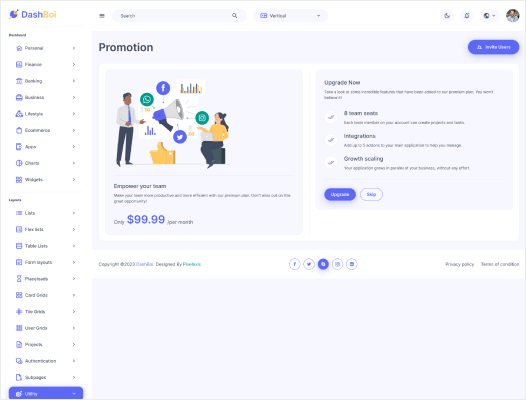 DashBoi
Search
Vertical
Dashboard
Personal
Finance
Banking
Business
Lifestyle
Ecommerce
Apps
Charts
Widgets
Layouts
Lists
Flex lists
Table Lists
Form layouts
Placeloads
Card Grids
Tile Grids
User Grids
Projects
Authentication
Subpages
Utility
Promotion
Invite Users
Empower your team
Make your team more productive and more efficient with our premium plan. Don't miss out on this
great opportunity!
Only $99.99 /per month
Upgrade Now
Take a look at some incredible features that have been added to our premium plan. You won't
believe it!
8 team seats
Each team member on your account can create projects and tasks.
Integrations
Add up to 5 addons to your team application to help you manage.
Growth scaling
Your application grows in parallel of your business, without any effort.
Upgrade
Skip
Copyright ©2023 DashBoi. Designed By Pixelaxis
Privacy policy
Terms of condition